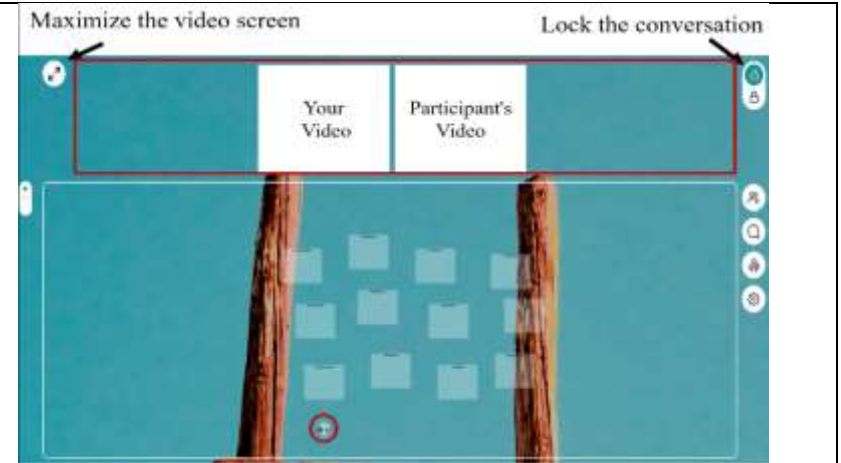 Maximize the video screen
Lock the conversation
Your
Video
Participant's
Video